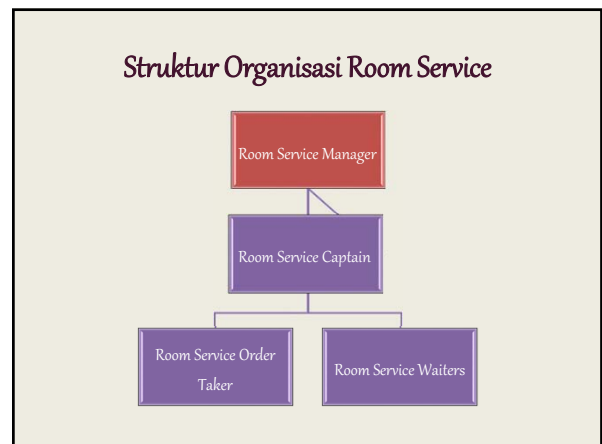 Struktur Organisasi Room Service
Room Service Manager
Room Service Captain
Room Service Order
Taker
Room Service Waiters